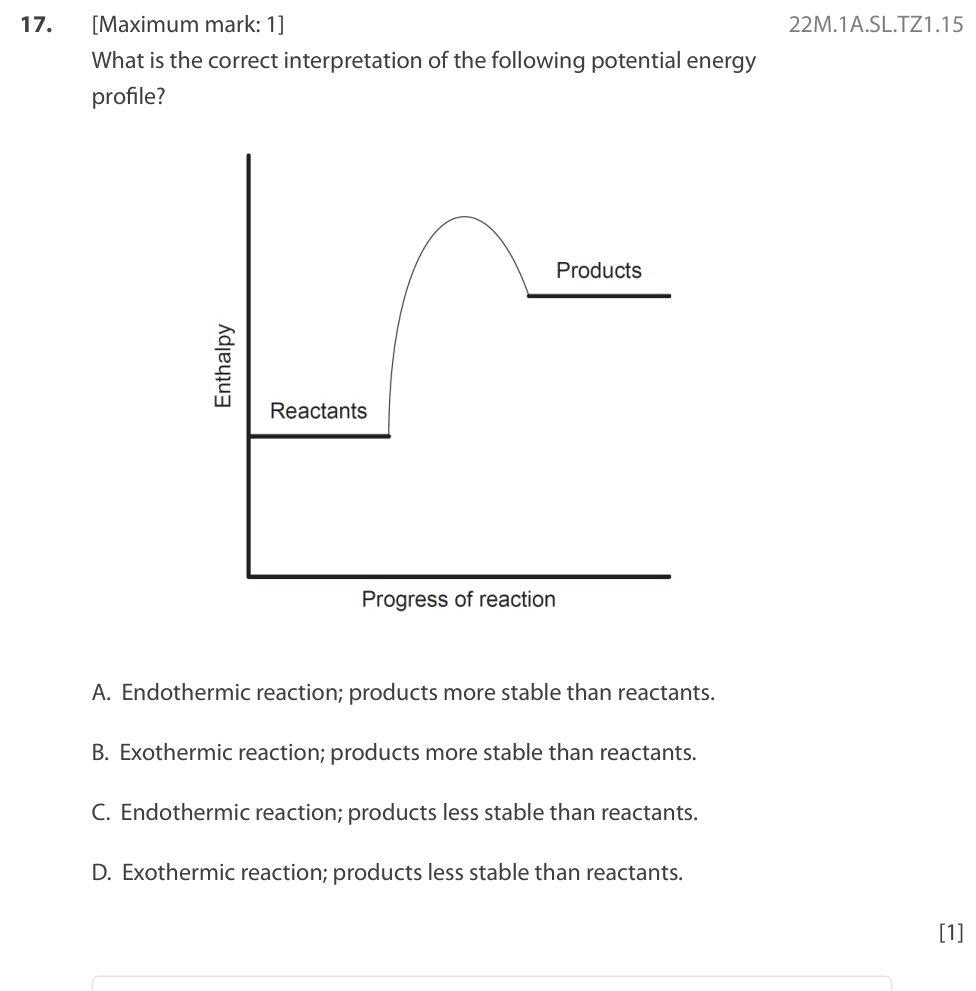 17. [Maximum mark: 1] 22M.1A.SL.TZ1.15
What is the correct interpretation of the following potential energy
profile?
Products
Enthalpy
Reactants
Progress of reaction
A. Endothermic reaction; products more stable than reactants.
B. Exothermic reaction; products more stable than reactants.
C. Endothermic reaction; products less stable than reactants.
D. Exothermic reaction; products less stable than reactants.
[1]